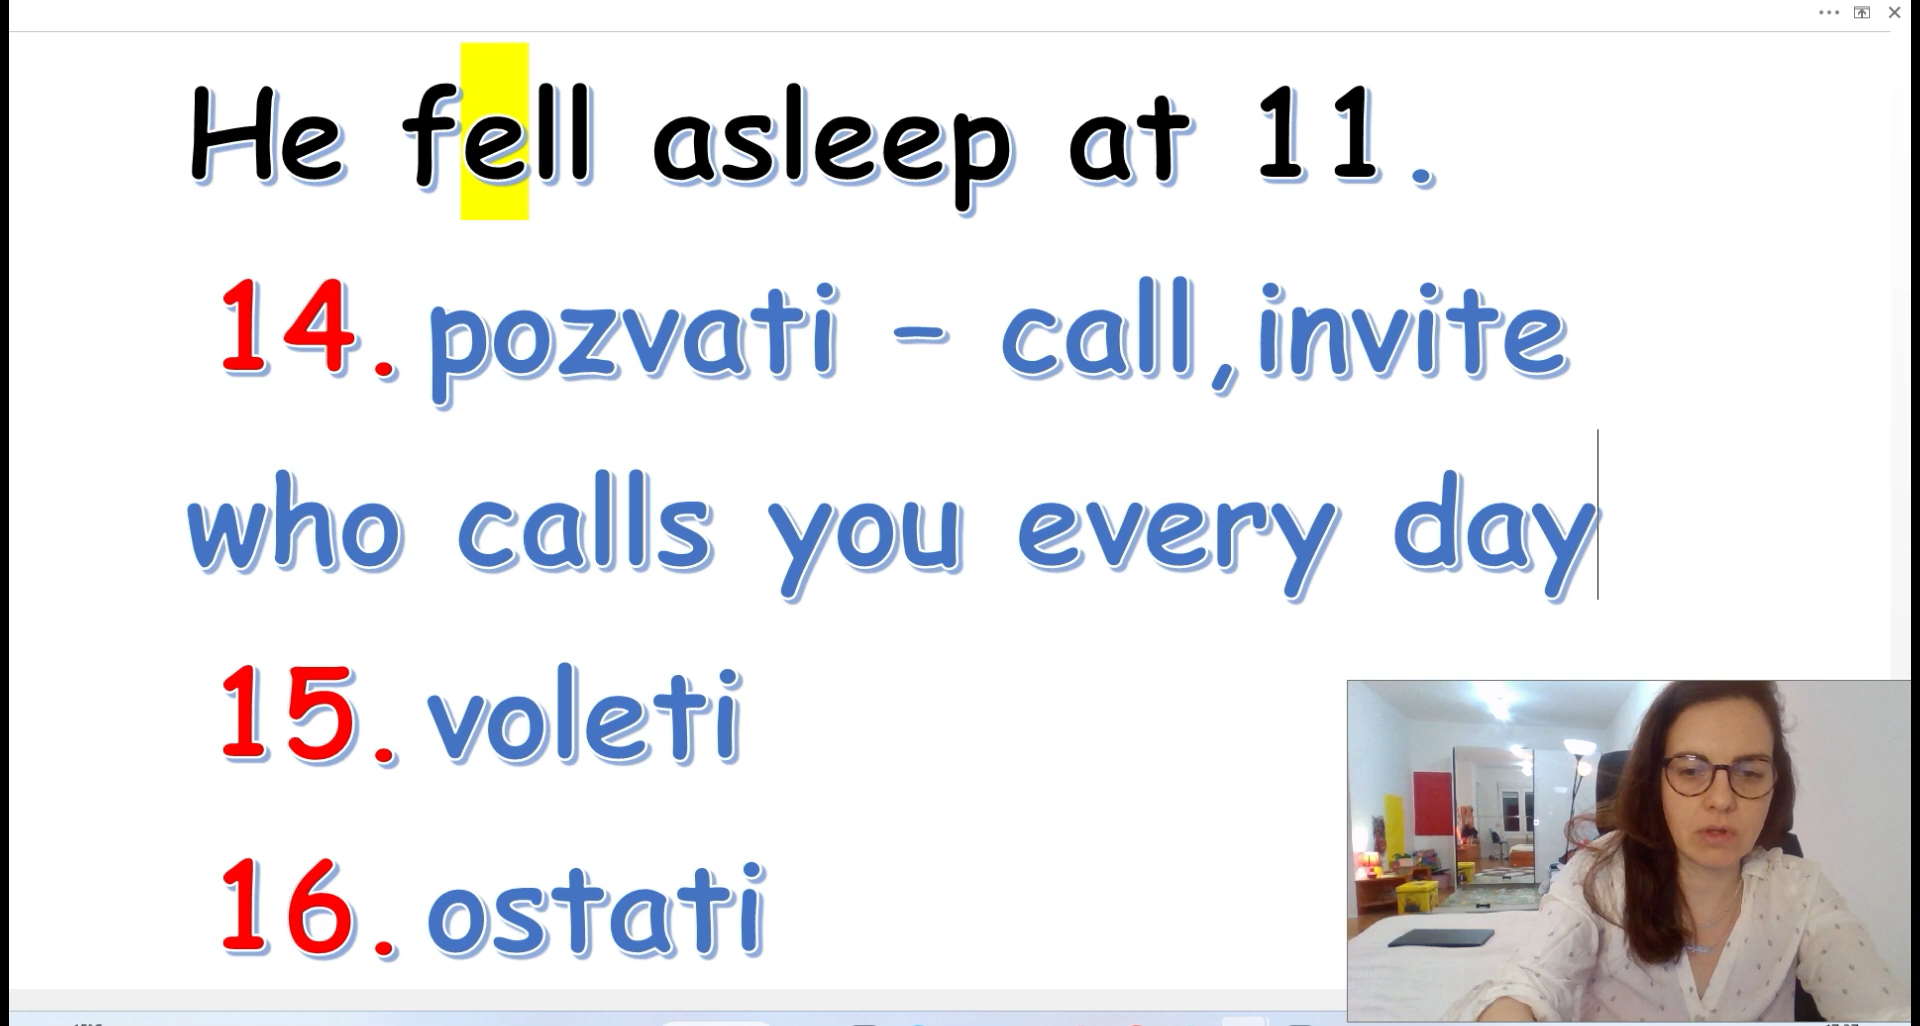 He fell asleep at 11.
14. pozvati - call,invite
who calls you every day
15. voleti
16. ostati